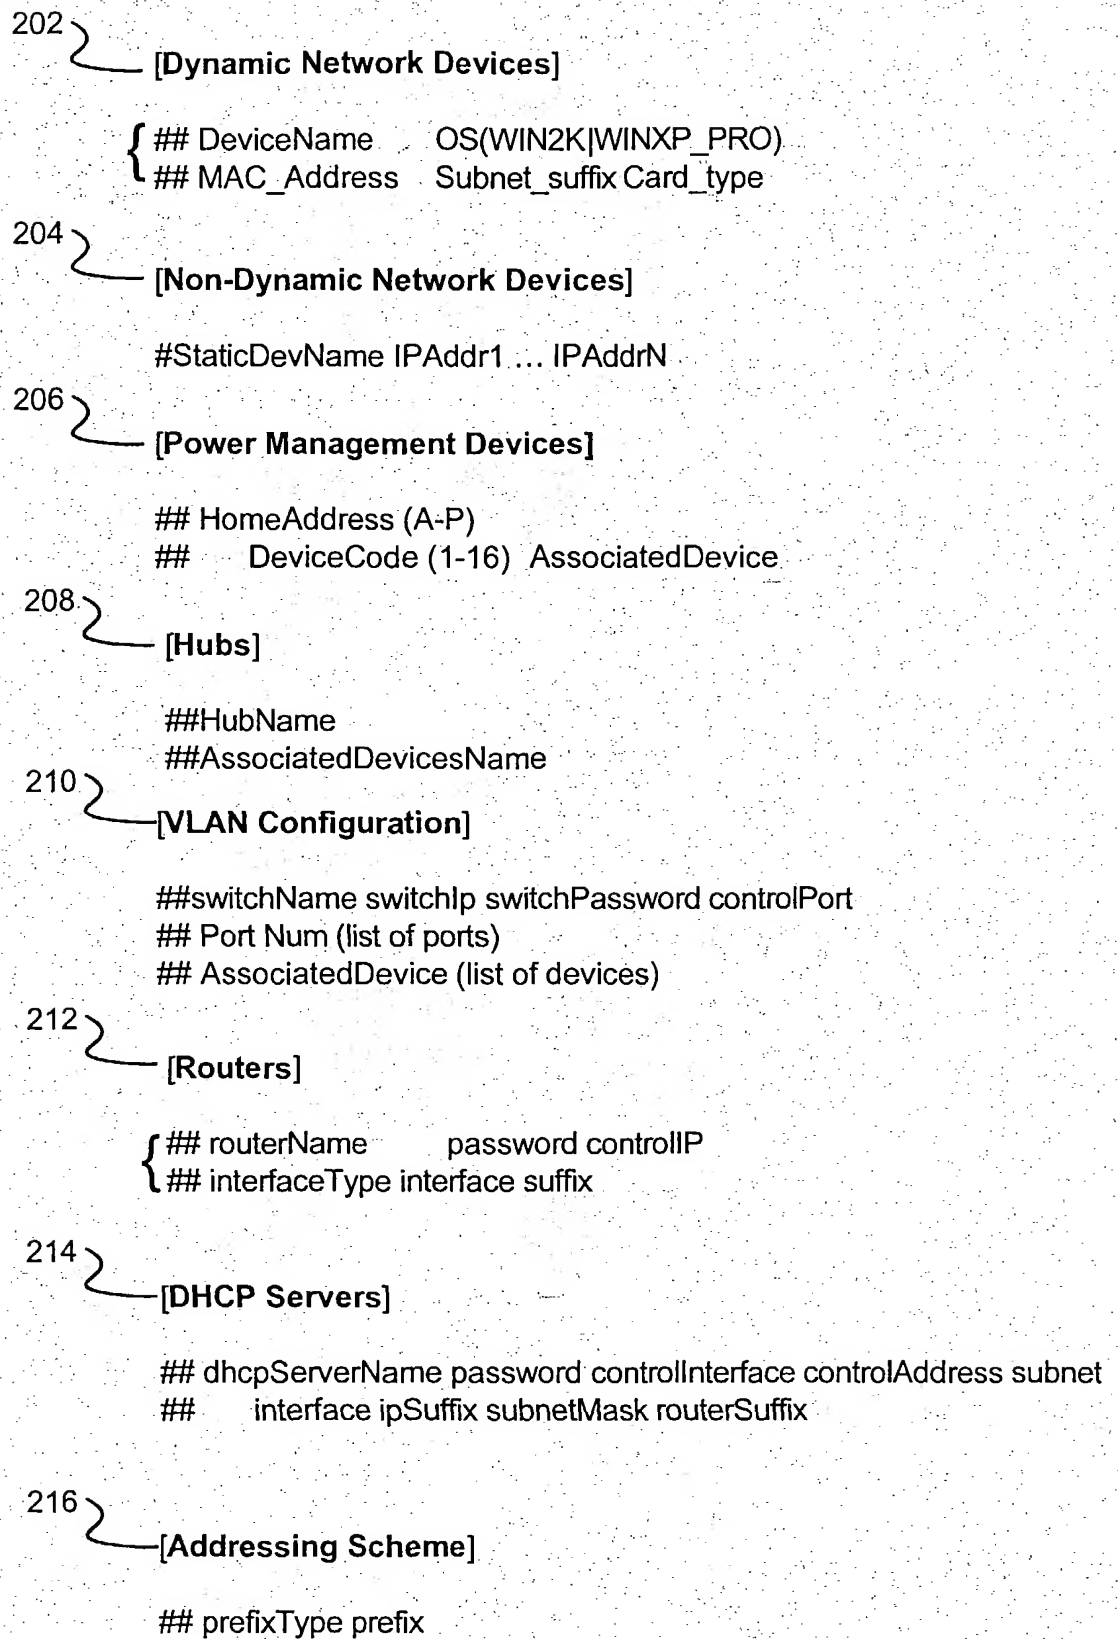 202
[Dynamic Network Devices]
## DeviceName OS(WIN2K|WINXP_PRO)
## MAC_Address Subnet_suffix Card_type
204
[Non-Dynamic Network Devices]
#StaticDevName IPAddr1 ... IPAddrN
206
[Power Management Devices]
## HomeAddress (A-P)
## DeviceCode (1-16) AssociatedDevice
208
[Hubs]
##HubName
##AssociatedDevicesName
210
[VLAN Configuration]
##switchName switchIp switchPassword controlPort
## Port Num (list of ports)
## AssociatedDevice (list of devices)
212
[Routers]
## routerName password controlIP
## interfaceType interface suffix
214
[DHCP Servers]
## dhcpServerName password controlInterface controlAddress subnet
## interface ipSuffix subnetMask routerSuffix
216
[Addressing Scheme]
## prefixType prefix